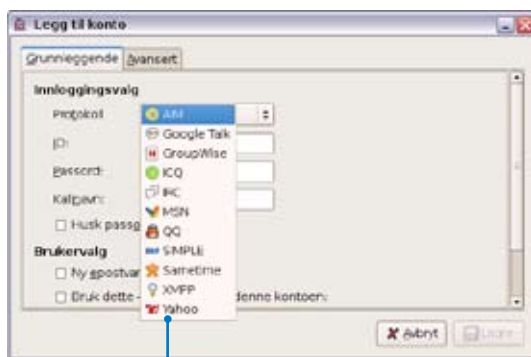 Legg til konto
Grunnleggende Avansert
Innloggingsvalg
Protokoll AIM
Google Talk
ID: GroupWise
Passord: ICQ
IRC
Kallenavn: MSN
Husk passo QQ
Brukervalg SIMPLE
Ny epostvar Sametime
XMPP
Bruk dette denne kontoen:
Yahoo
Avbryt Lagre